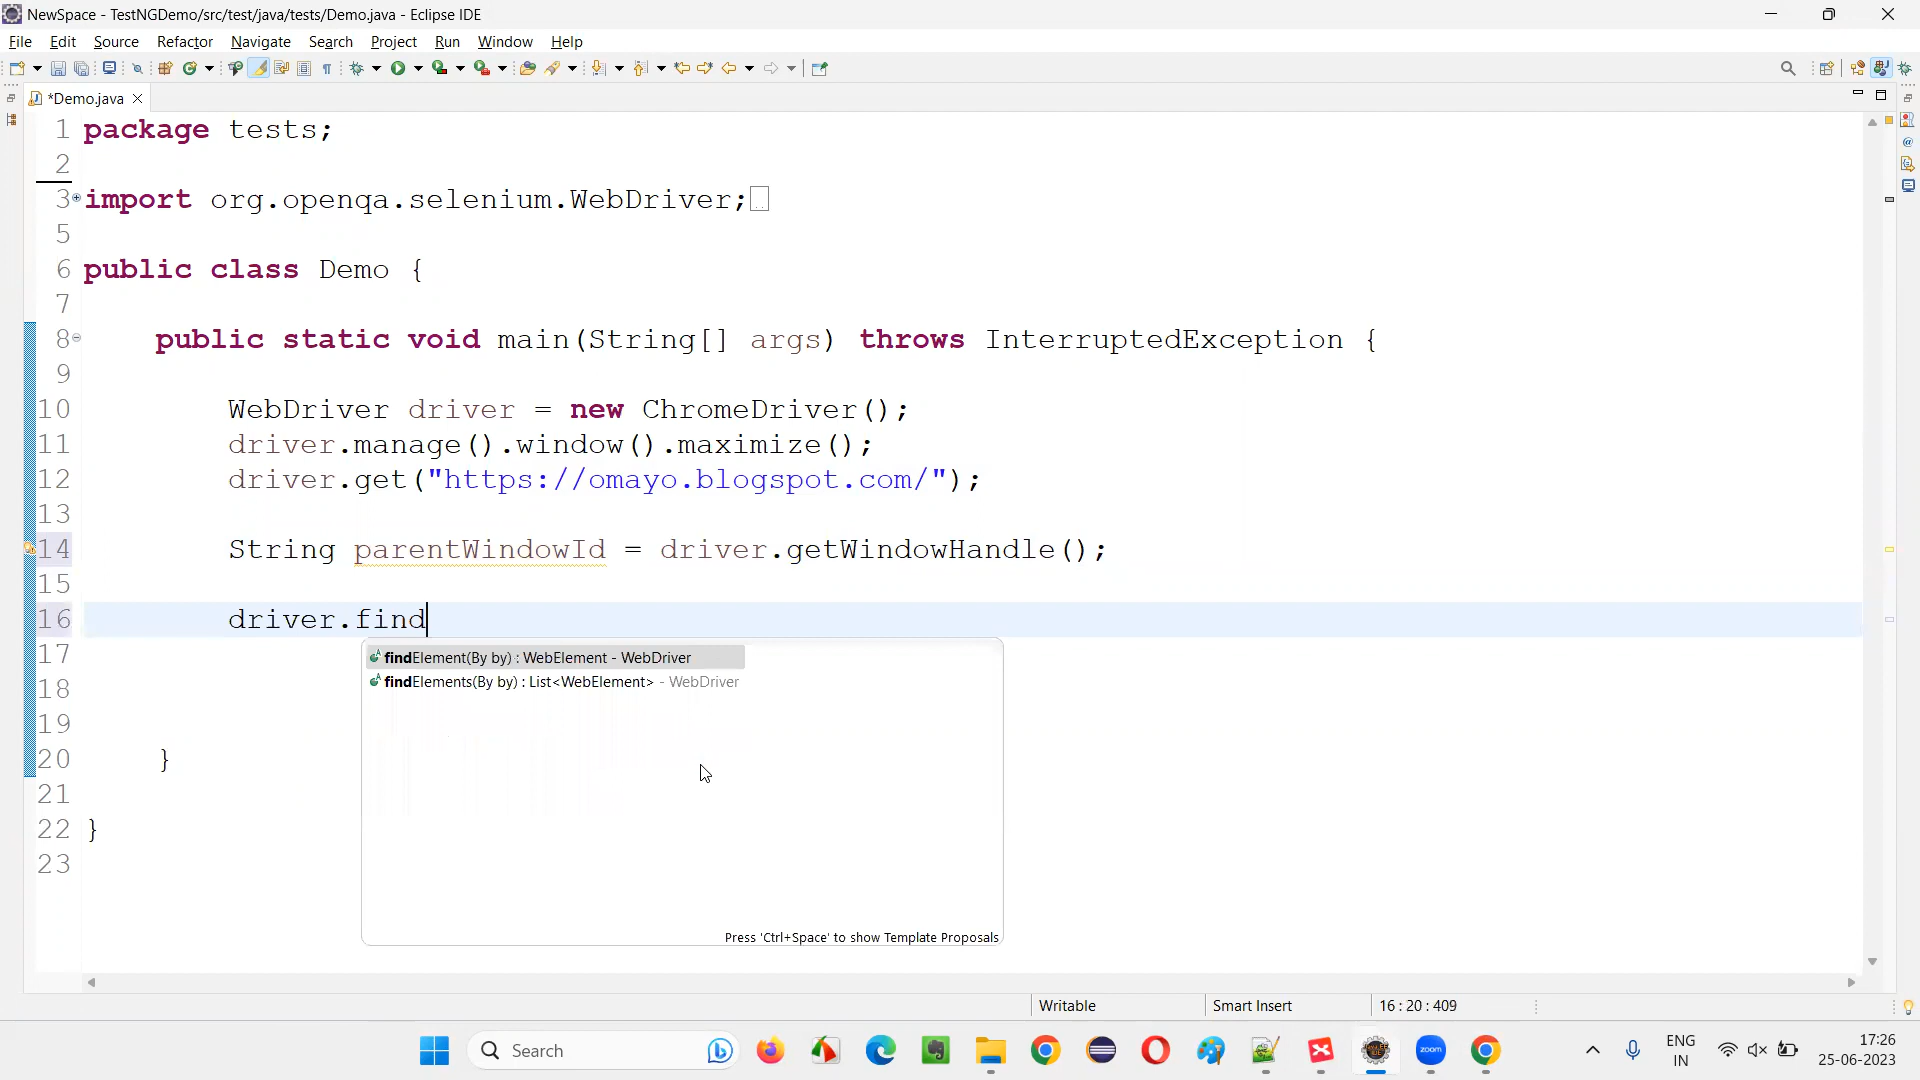 NewSpace - TestNGDemo/src/test/java/tests/Demo.java - Eclipse IDE
File Edit Source Refactor Navigate Search Project Run Window Help
*Demo.java
1 package tests;
2
3 import org.openqa.selenium.WebDriver;
5
6 public class Demo {
7
8 public static void main(String[] args) throws InterruptedException {
9
10 WebDriver driver = new ChromeDriver();
11 driver.manage().window().maximize();
12 driver.get("https://omayo.blogspot.com/");
13
14 String parentWindowId = driver.getWindowHandle();
15
16 driver.find
17
findElement(By by) : WebElement - WebDriver
findElements(By by) : List<WebElement> - WebDriver
18
19
20 }
21
22 }
23
Press 'Ctrl+Space' to show Template Proposals
Writable Smart Insert 16 : 20 : 409
Search
zoom
ENG
IN
17:26
25-06-2023